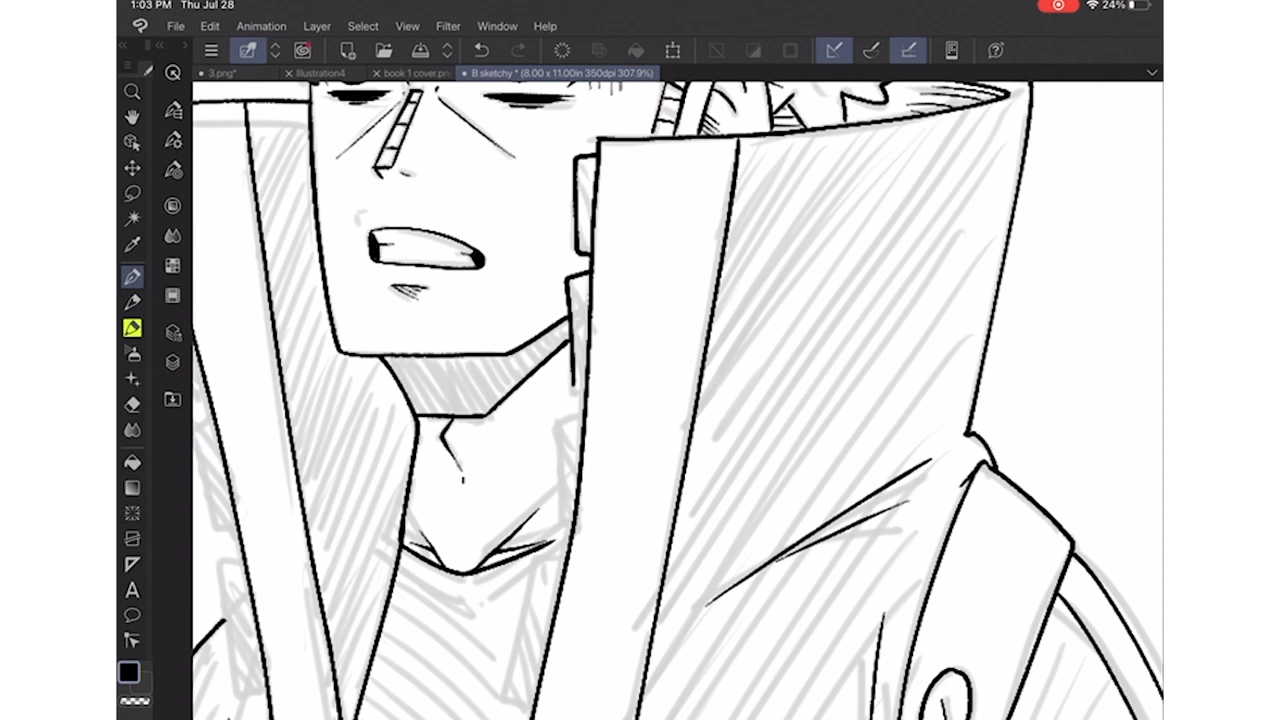 1:03 PM Thu Jul 28
24%
File Edit Animation Layer Select View Filter Window Help
3.png* Illustration4 book 1 cover.pn B sketchy * (8.00 x 11.00in 350dpi 307.9%)